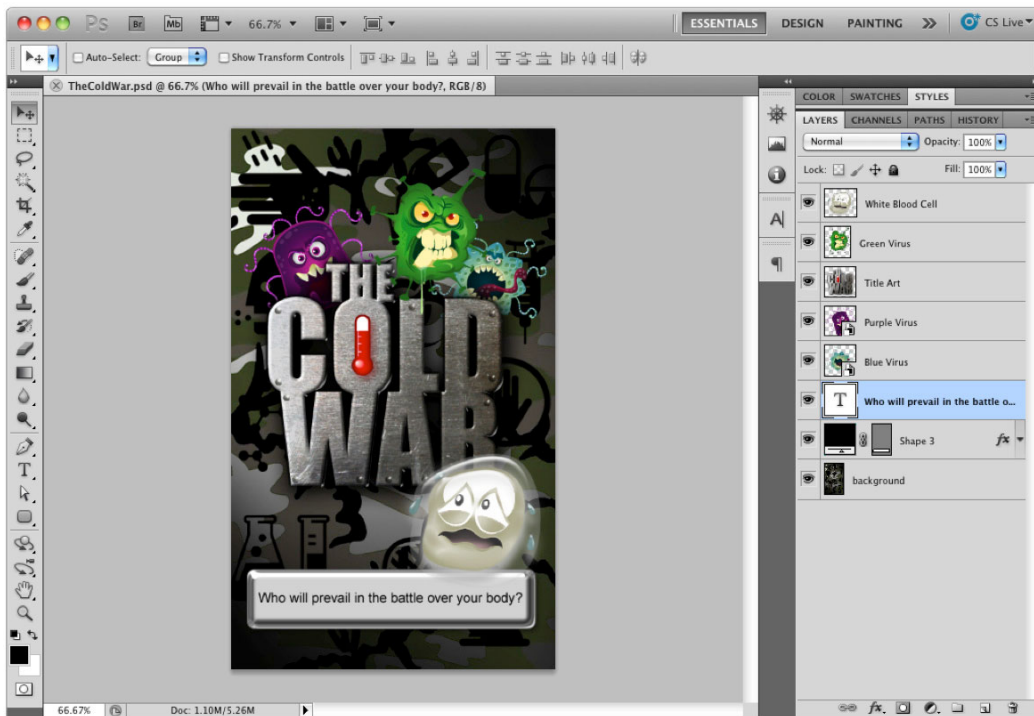 Ps Br Mb 66.7% ESSENTIALS DESIGN PAINTING CS Live
Auto-Select: Group Show Transform Controls
TheColdWar.psd @ 66.7% (Who will prevail in the battle over your body?, RGB/8)
COLOR SWATCHES STYLES
LAYERS CHANNELS PATHS HISTORY
Normal Opacity: 100%
Lock: Fill: 100%
White Blood Cell
Green Virus
Title Art
Purple Virus
Blue Virus
T Who will prevail in the battle o...
Shape 3 fx
background
THE
COLD
WAR
Who will prevail in the battle over your body?
A
T
66.67% Doc: 1.10M/5.26M
fx.